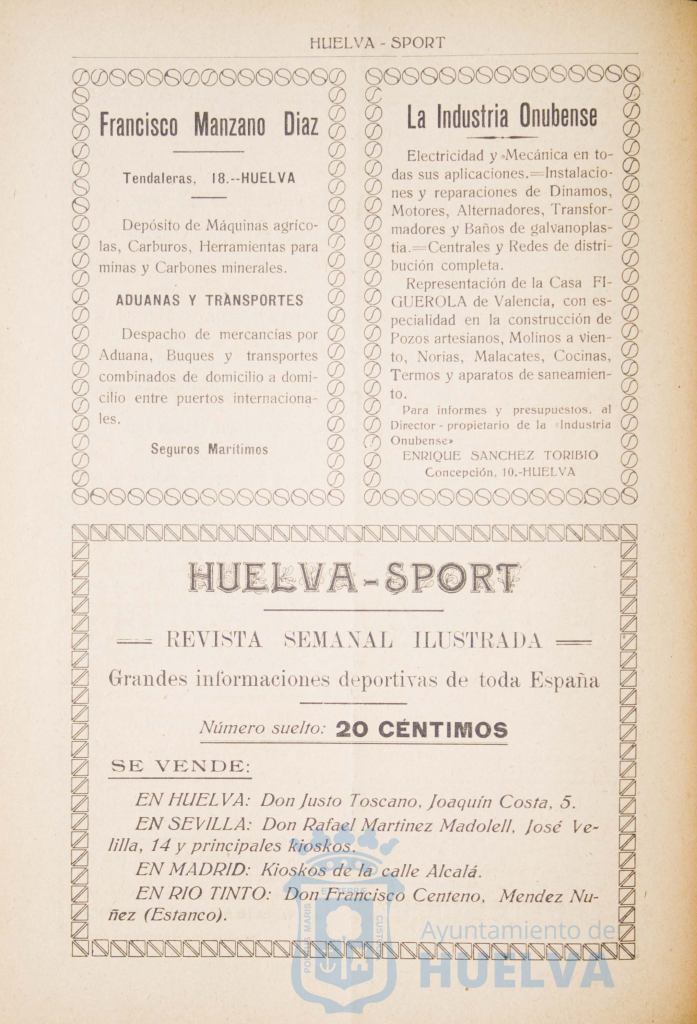 HUELVA - SPORT
Francisco Manzano Diaz
Tendaleras, 18.--HUELVA
Depósito de Máquinas agríco-
las, Carburos, Herramientas para
minas y Carbones minerales.
ADUANAS Y TRANSPORTES
Despacho de mercancías por
Aduana, Buques y transportes
combinados de domicilio a domi-
cilio entre puertos internaciona-
les.
Seguros Marítimos
La Industria Onubense
Electricidad y Mecánica en to-
das sus aplicaciones.=Instalacio-
nes y reparaciones de Dinamos,
Motores, Alternadores, Transfor-
madores y Baños de galvanoplas-
tia.=Centrales y Redes de distri-
bución completa.
Representación de la Casa FI-
GUEROLA de Valencia, con es-
pecialidad en la construcción de
Pozos artesianos, Molinos a vien-
to, Norias, Malacates, Cocinas,
Termos y aparatos de saneamien-
to.
Para informes y presupuestos, al
Director-propietario de la «Industria
Onubense»
ENRIQUE SANCHEZ TORIBIO
Concepción, 10.-HUELVA
HUELVA-SPORT
REVISTA SEMANAL ILUSTRADA
Grandes informaciones deportivas de toda España
Número suelto: 20 CÉNTIMOS
SE VENDE:
EN HUELVA: Don Justo Toscano, Joaquín Costa, 5.
EN SEVILLA: Don Rafael Martinez Madolell, José Ve-
lilla, 14 y principales kioskos.
EN MADRID: Kioskos de la calle Alcalá.
EN RIO TINTO: Don Francisco Centeno, Mendez Nu-
ñez (Estanco).
PORTUS MARIS ET TERRE CUSTODIA
Ayuntamiento de
HUELVA